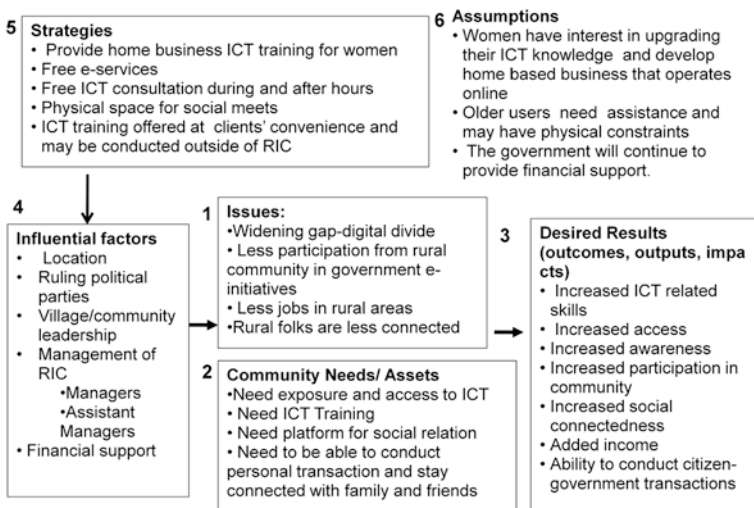 5 Strategies
• Provide home business ICT training for women
• Free e-services
• Free ICT consultation during and after hours
• Physical space for social meets
• ICT training offered at clients' convenience and
may be conducted outside of RIC
6 Assumptions
• Women have interest in upgrading
their ICT knowledge and develop
home based business that operates
online
• Older users need assistance and
may have physical constraints
• The government will continue to
provide financial support.
4
Influential factors
• Location
• Ruling political
parties
• Village/community
leadership
• Management of
RIC
•Managers
•Assistant
Managers
• Financial support
1
Issues:
•Widening gap-digital divide
• Less participation from rural
community in government e-
initiatives
• Less jobs in rural areas
•Rural folks are less connected
2
Community Needs/ Assets
•Need exposure and access to ICT
• Need ICT Training
• Need platform for social relation
• Need to be able to conduct
personal transaction and stay
connected with family and friends
3
Desired Results
(outcomes, outputs, impa
cts)
• Increased ICT related
skills
• Increased access
• Increased awareness
• Increased participation in
community
• Increased social
connectedness
• Added income
• Ability to conduct citizen-
government transactions